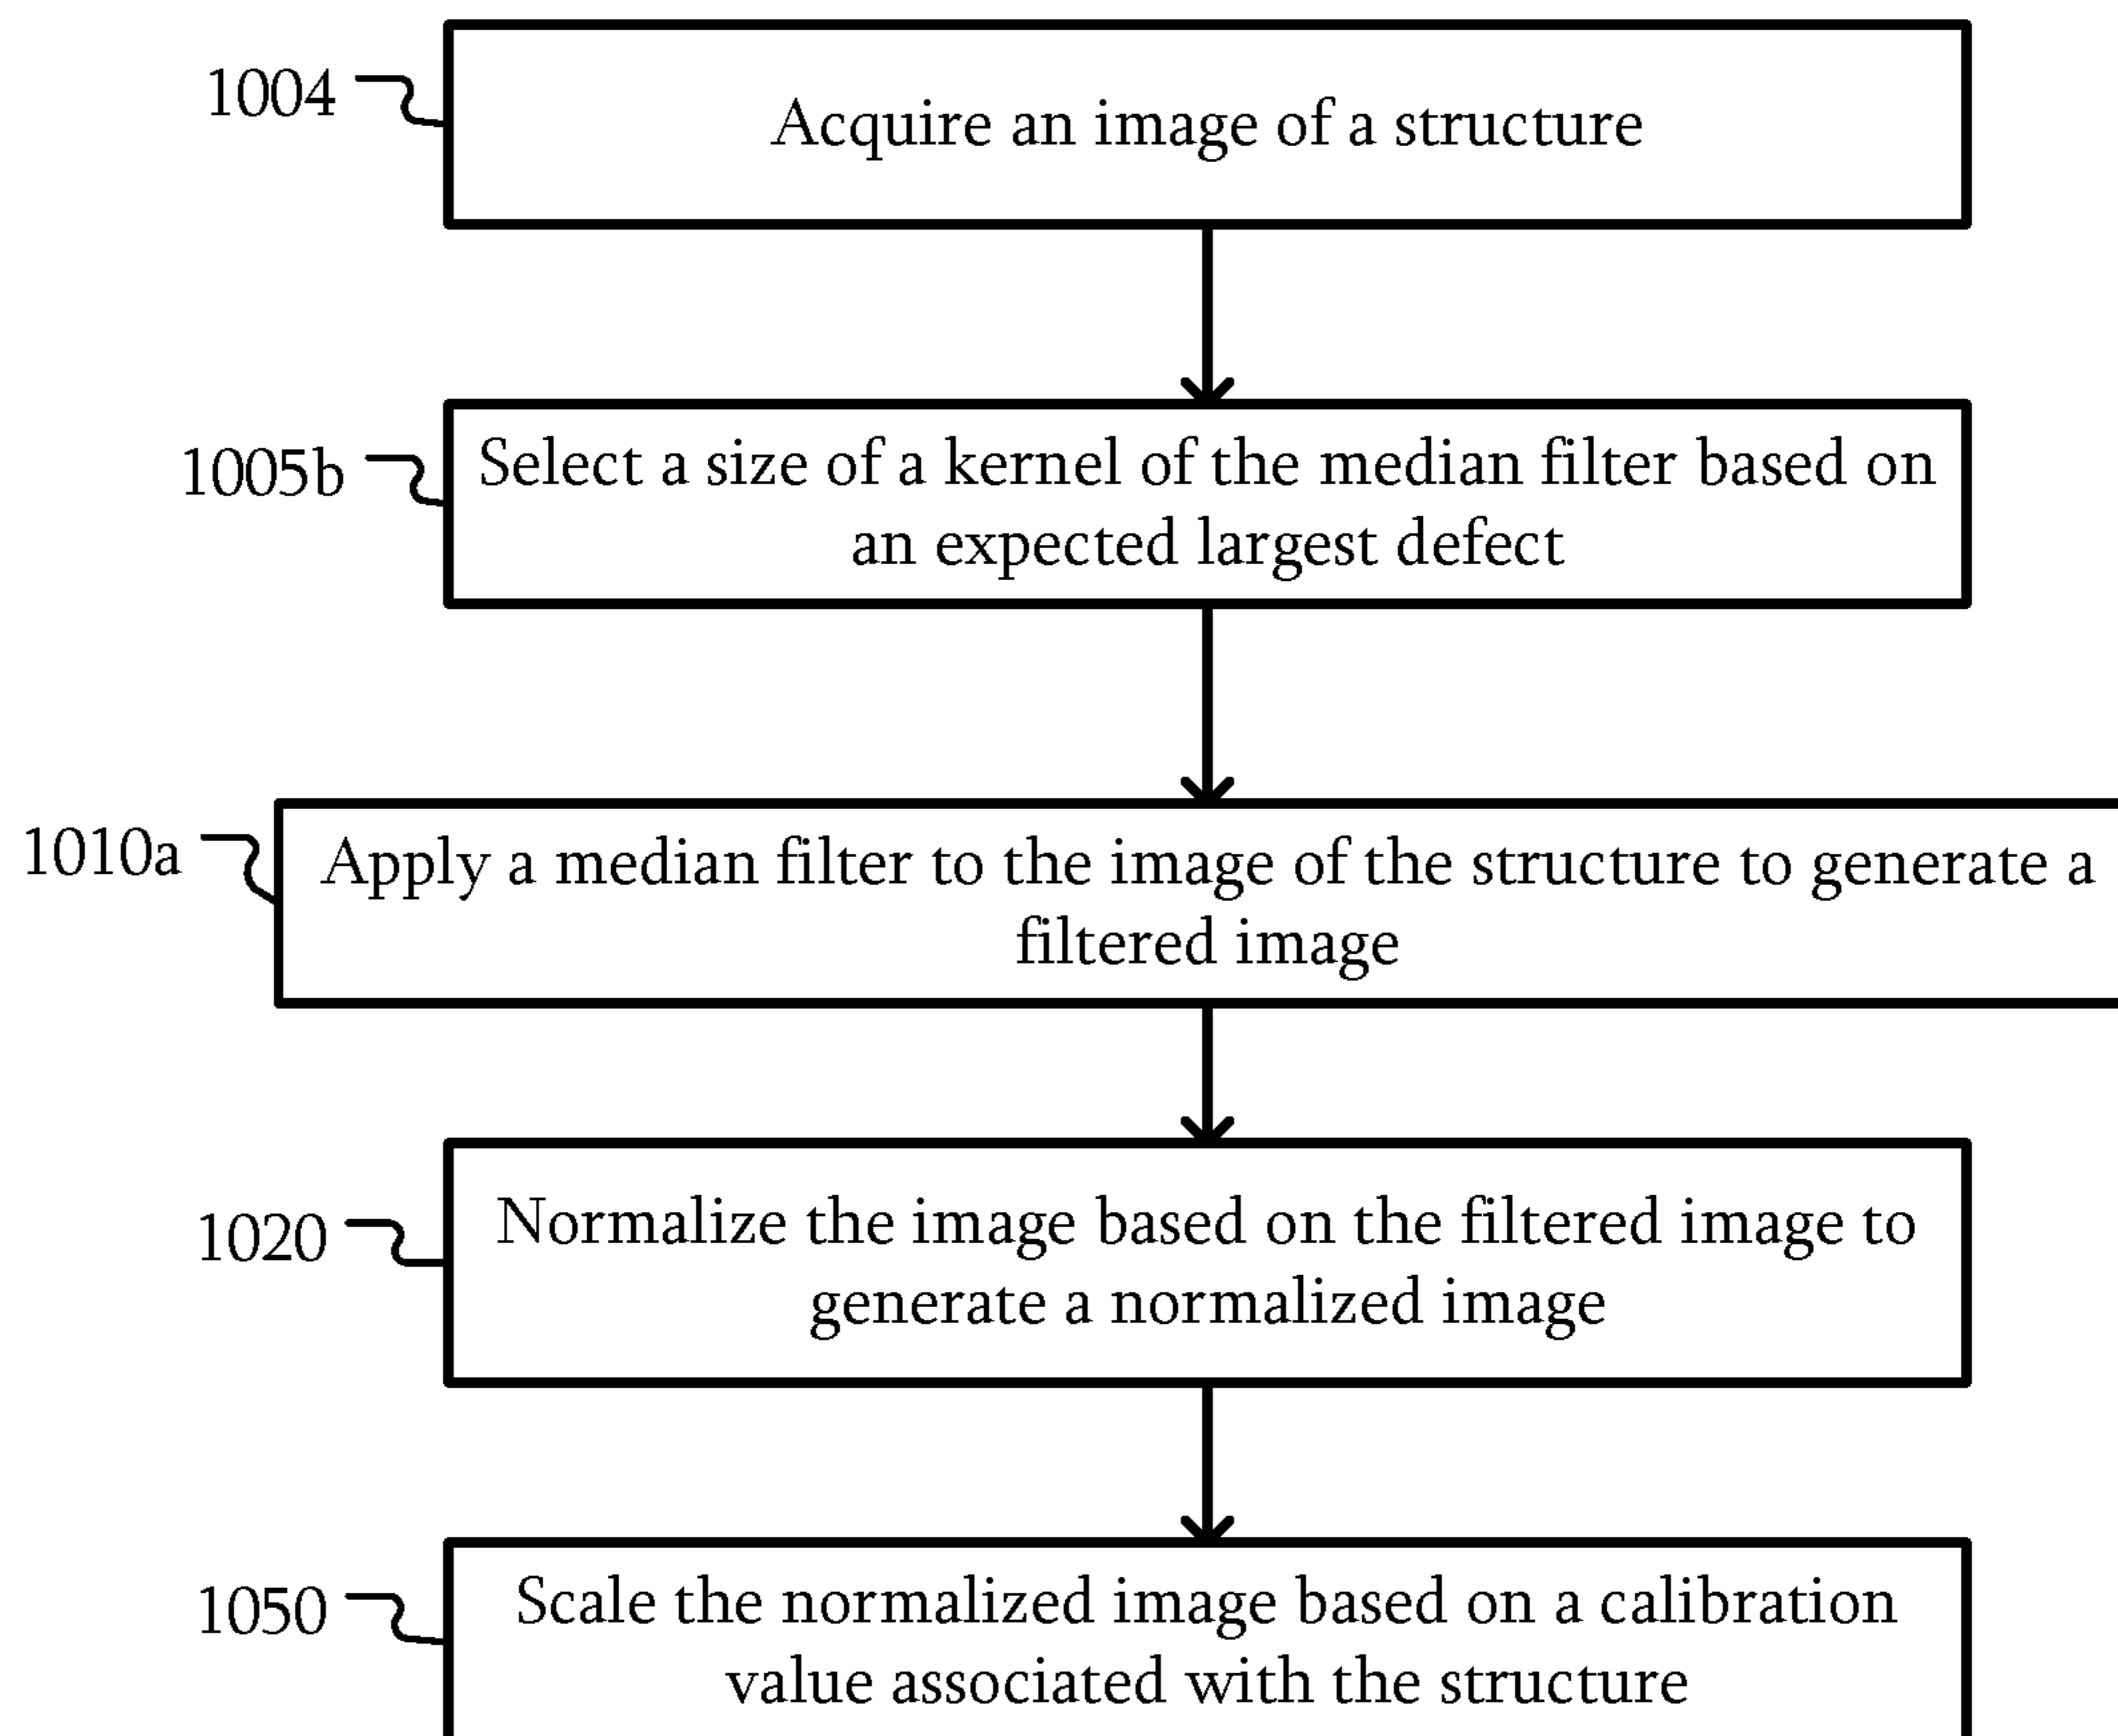 1004
Acquire an image of a structure
1005b
Select a size of a kernel of the median filter based on
an expected largest defect
1010a
Apply a median filter to the image of the structure to generate a
filtered image
1020
Normalize the image based on the filtered image to
generate a normalized image
1050
Scale the normalized image based on a calibration
value associated with the structure